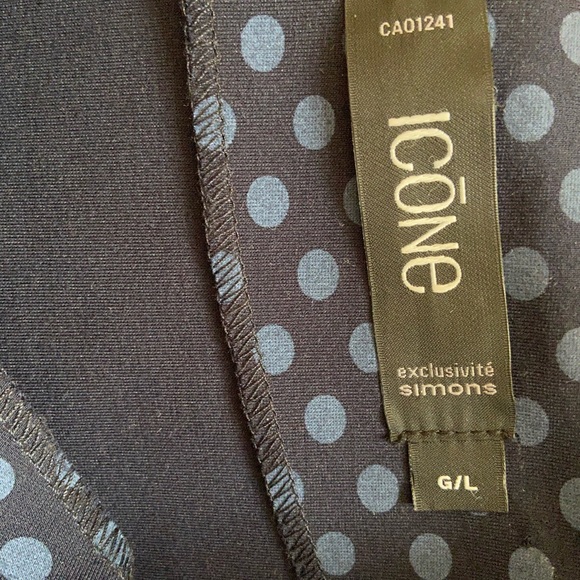 CA01241
ICŌNe
exclusivité
simons
G/L